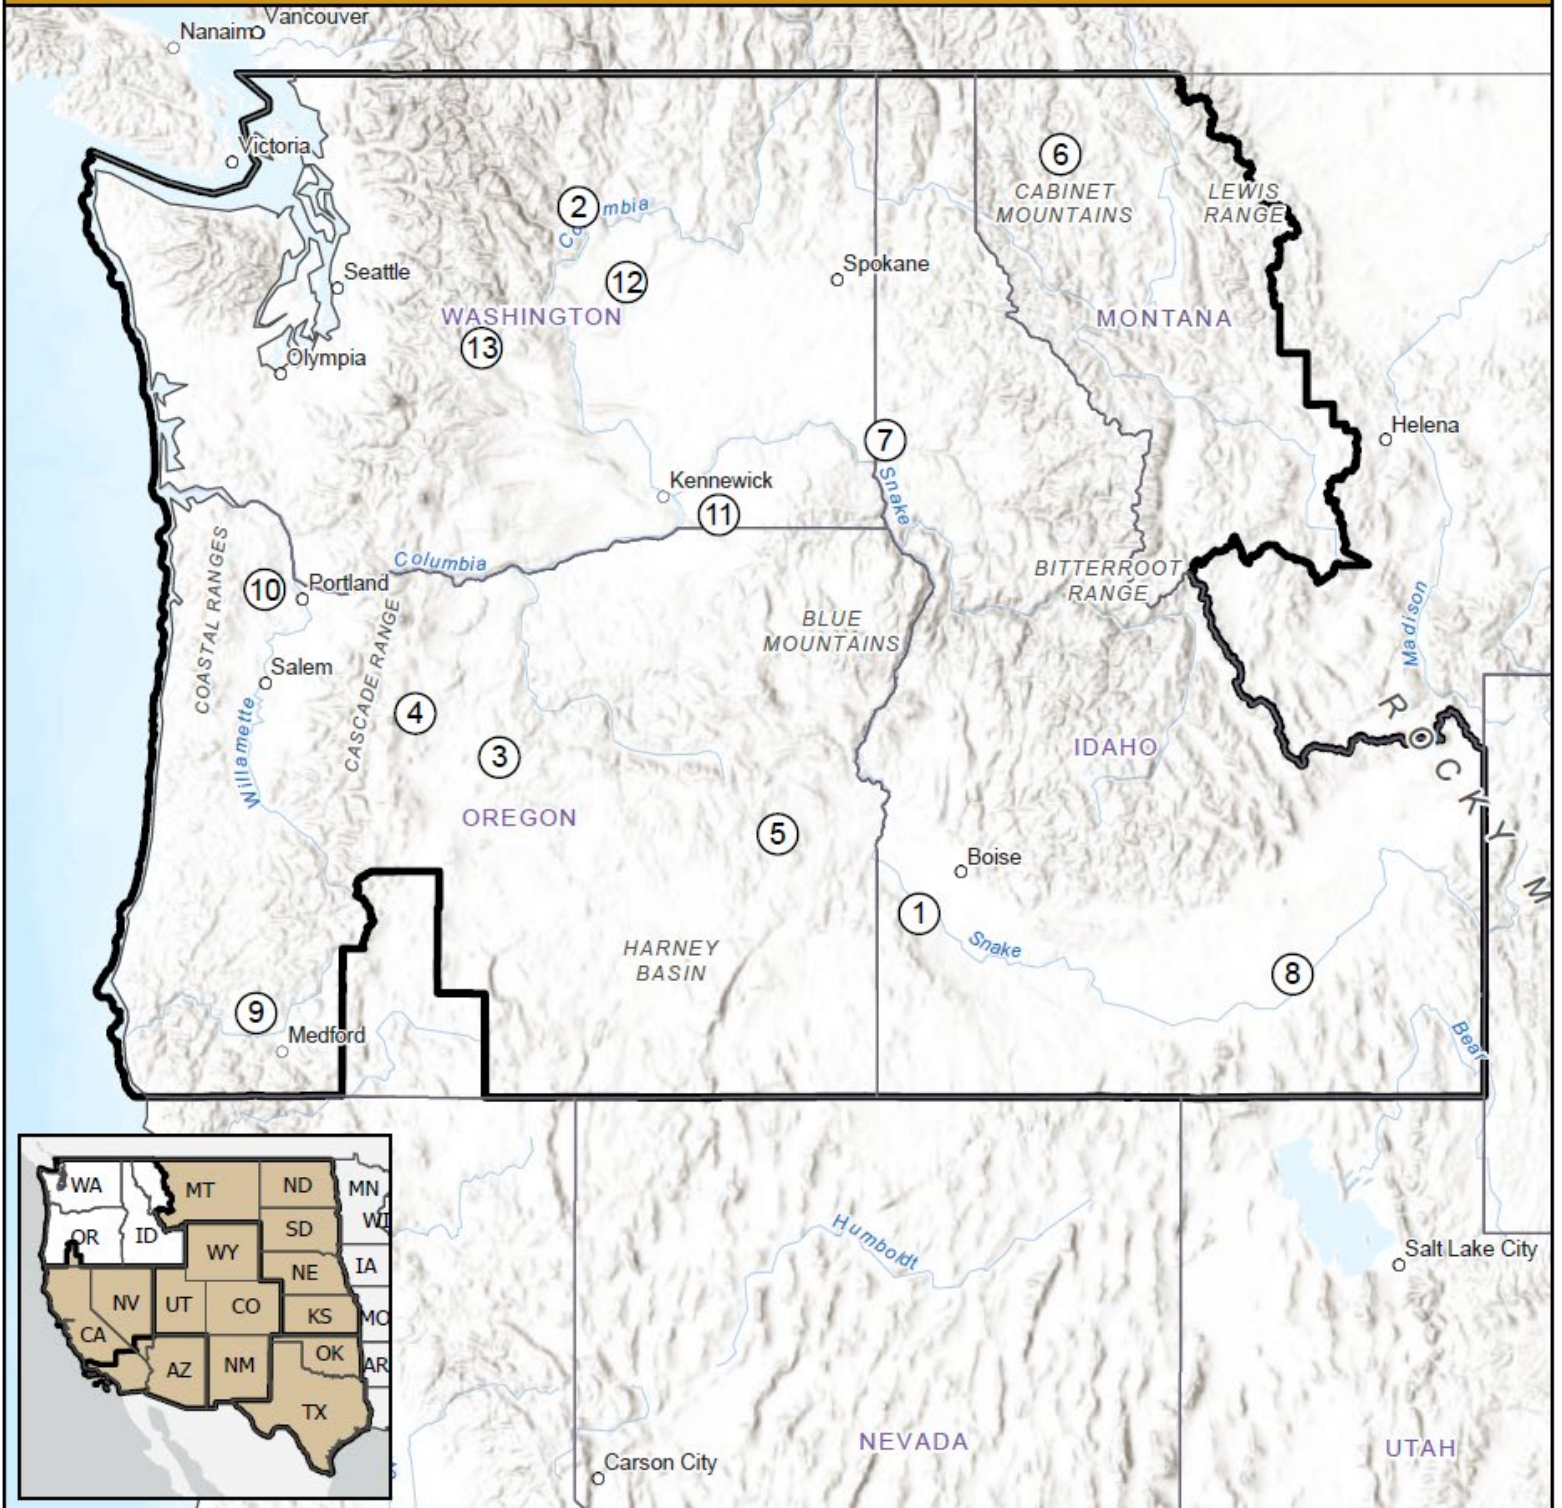 Vancouver
Nanaimo
Victoria
6
CABINET
MOUNTAINS
LEWIS
RANGE
2
Columbia
Spokane
Seattle
12
WASHINGTON
MONTANA
13
Olympia
7
Helena
Snake
Kennewick
11
Columbia
COASTAL RANGES
10
Portland
BITTERROOT
RANGE
BLUE
MOUNTAINS
Madison
CASCADE RANGE
Salem
4
Willamette
3
IDAHO
ROCKY M
OREGON
5
Boise
1
Snake
HARNEY
BASIN
8
9
Medford
Bear
WA
MT
ND
MN
OR
ID
SD
WI
WY
NE
IA
NV
UT
CO
KS
MO
CA
AZ
NM
OK
AR
TX
Humboldt
Salt Lake City
NEVADA
UTAH
Carson City